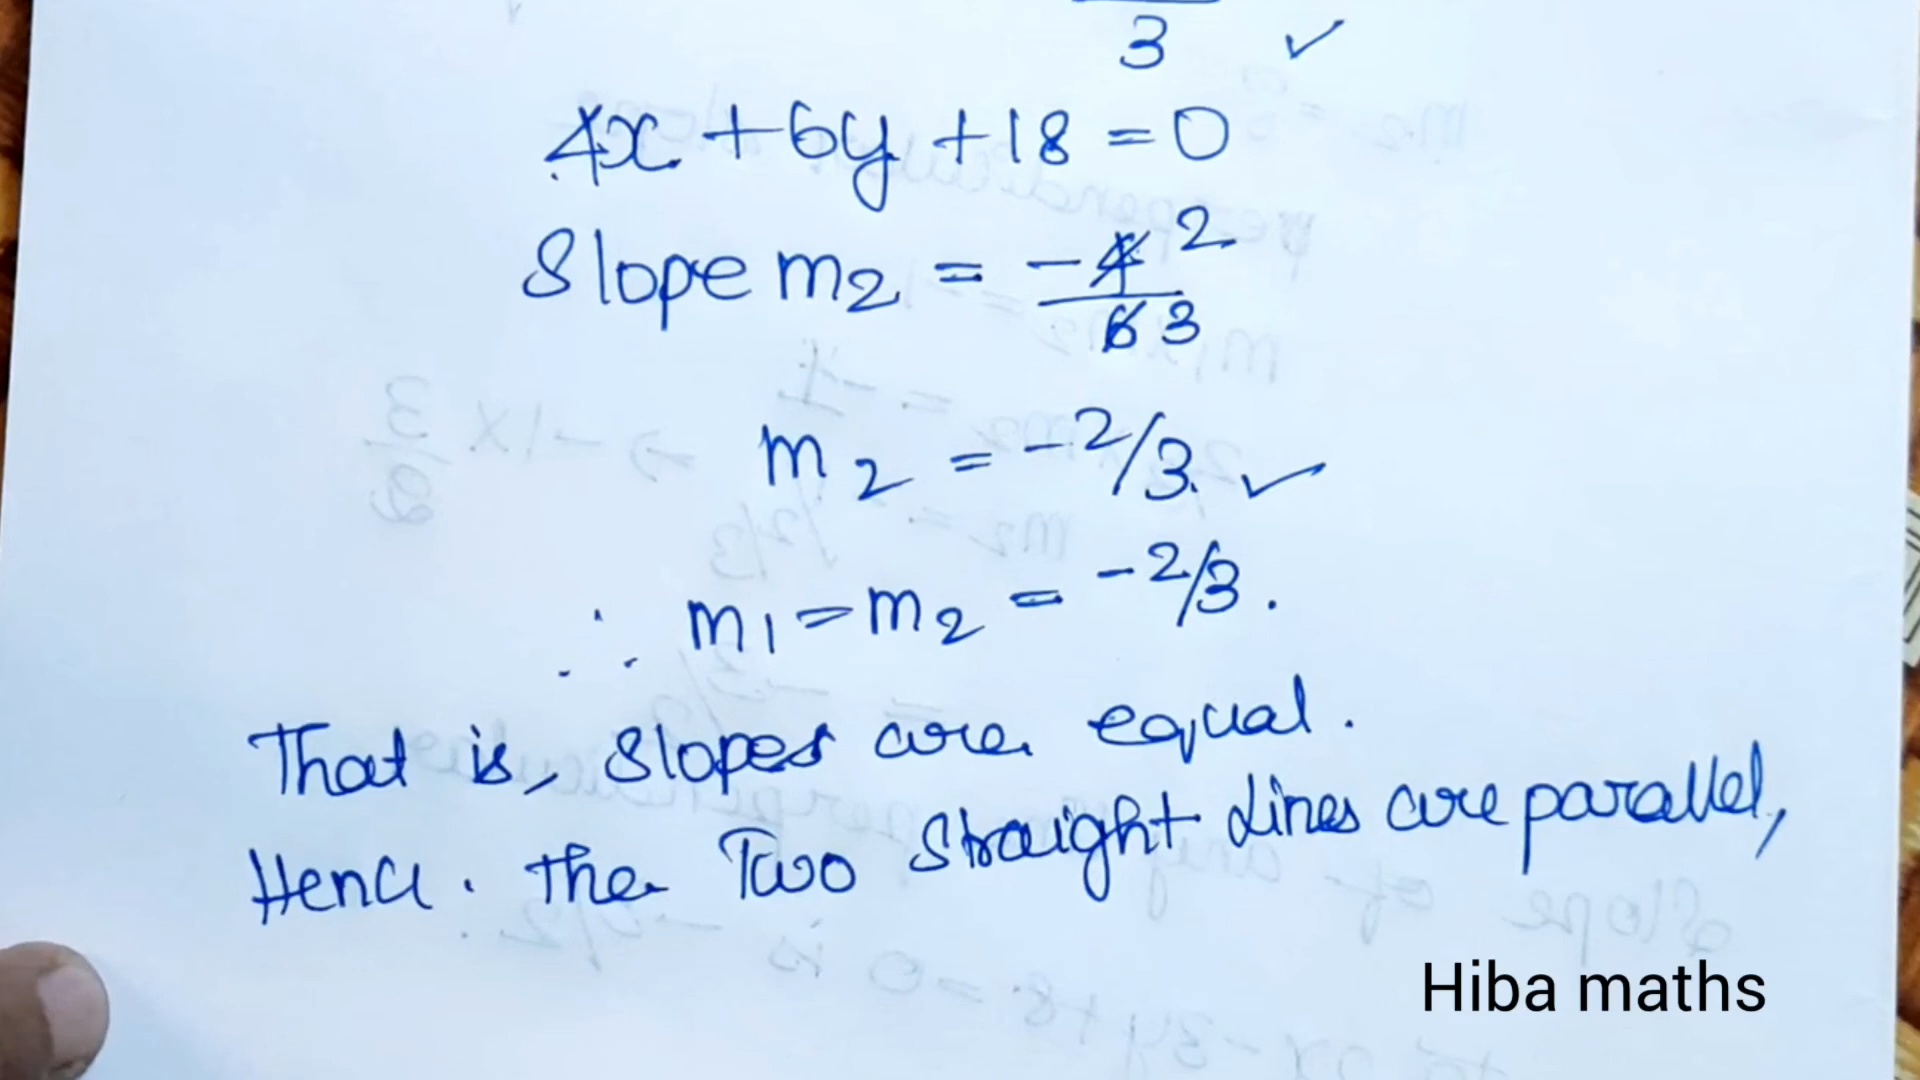 3 ✓
4x + 6y + 18 = 0
Slope m2 = -4 2
6 3
m2 = -2/3. ✓
∴ m1 = m2 = -2/3.
That is, slopes are equal.
Hence. the Two straight Lines are parallel,
Hiba maths